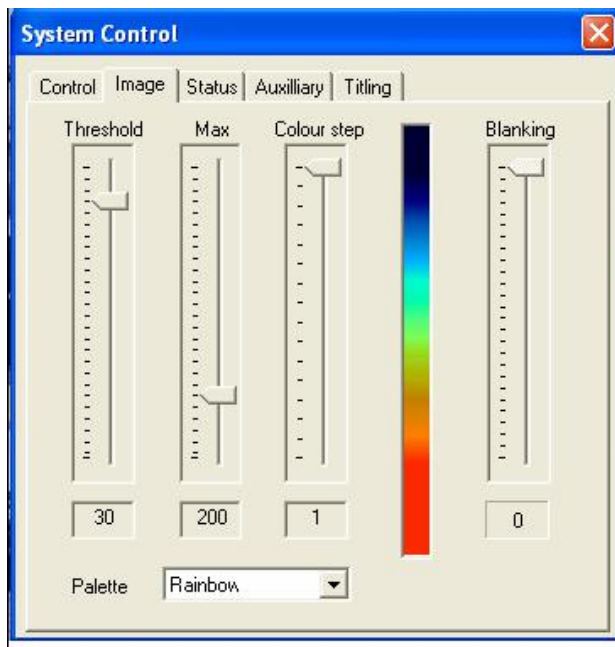 System Control
Control Image Status Auxilliary Titling
Threshold Max Colour step Blanking
30 200 1 0
Palette Rainbow